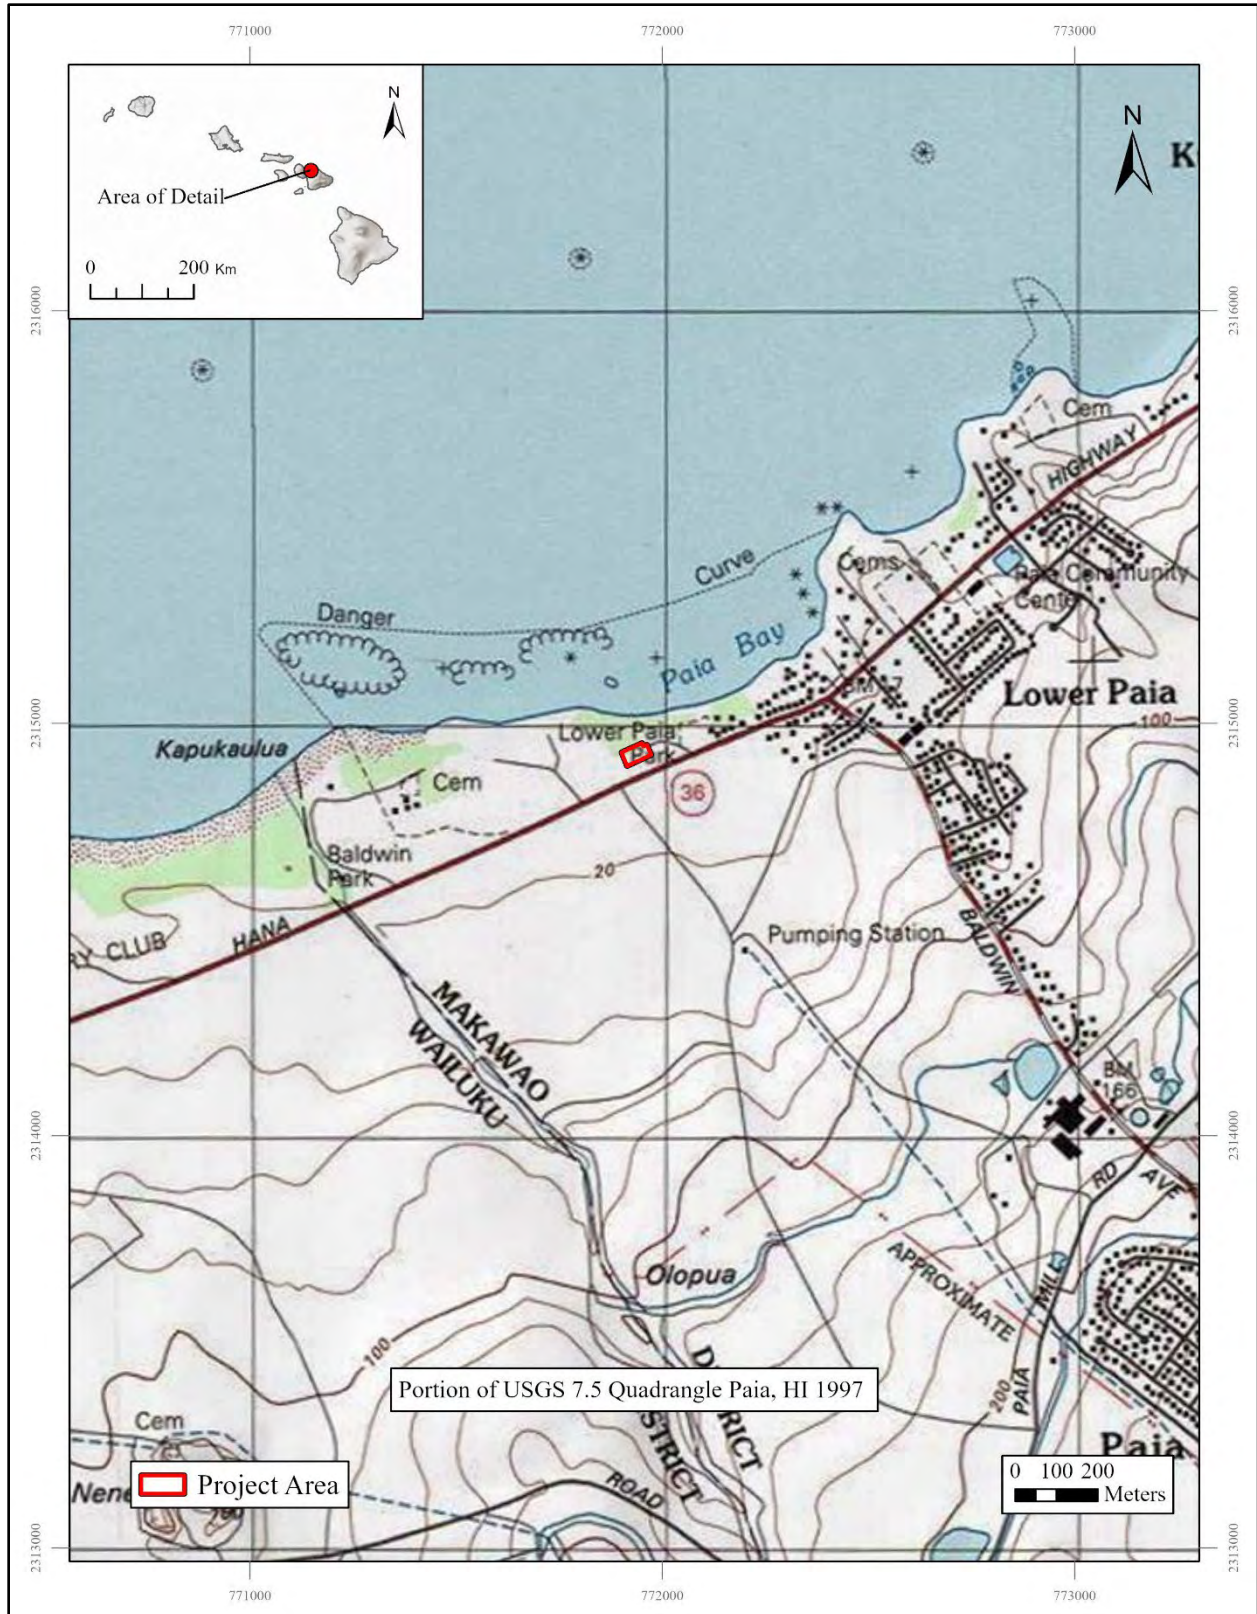 771000
772000
773000
N
Area of Detail
0 200 Km
N
2316000
2316000
Cem
HIGHWAY
Curve
Cems
Danger
Paia Community
Center
Paia Bay
Lower Paia
2315000
2315000
100
Kapukaulua
Lower Paia
Park
Cem
36
Baldwin
Park
20
HANA
RY CLUB
Pumping Station
BALDWIN
MAKAWAO
WAILUKU
BM
166
2314000
2314000
RD
AVE
Olopua
APPROXIMATE
MILL
100
DISTRICT
Portion of USGS 7.5 Quadrangle Paia, HI 1997
200
PAIA
Cem
DISTRICT
Paia
Project Area
0 100 200
Meters
Nene
ROAD
2313000
2313000
771000
772000
773000